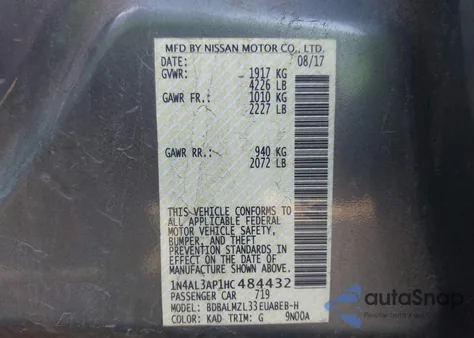 MFD BY NISSAN MOTOR CO., LTD.
DATE: 08/17
GVWR: 1917 KG
4226 LB
GAWR FR.: 1010 KG
2227 LB
GAWR RR.: 940 KG
2072 LB
THIS VEHICLE CONFORMS TO
ALL APPLICABLE FEDERAL
MOTOR VEHICLE SAFETY,
BUMPER, AND THEFT
PREVENTION STANDARDS IN
EFFECT ON THE DATE OF
MANUFACTURE SHOWN ABOVE.
1N4AL3AP1HC484432
PASSENGER CAR 719
MODEL: BDBALMZL33EUABEB-H
COLOR: KAD TRIM: G 9N00A
autoSnap